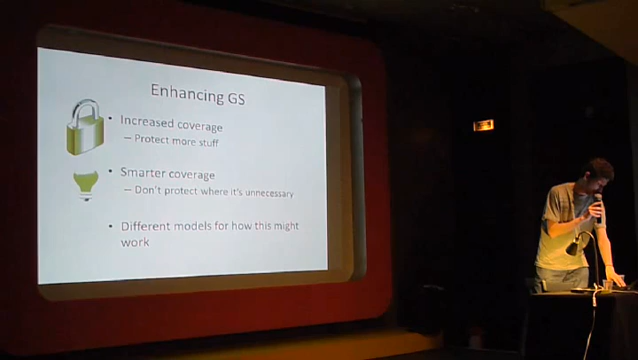 Enhancing GS
• Increased coverage
– Protect more stuff
• Smarter coverage
– Don't protect where it's unnecessary
• Different models for how this might
work